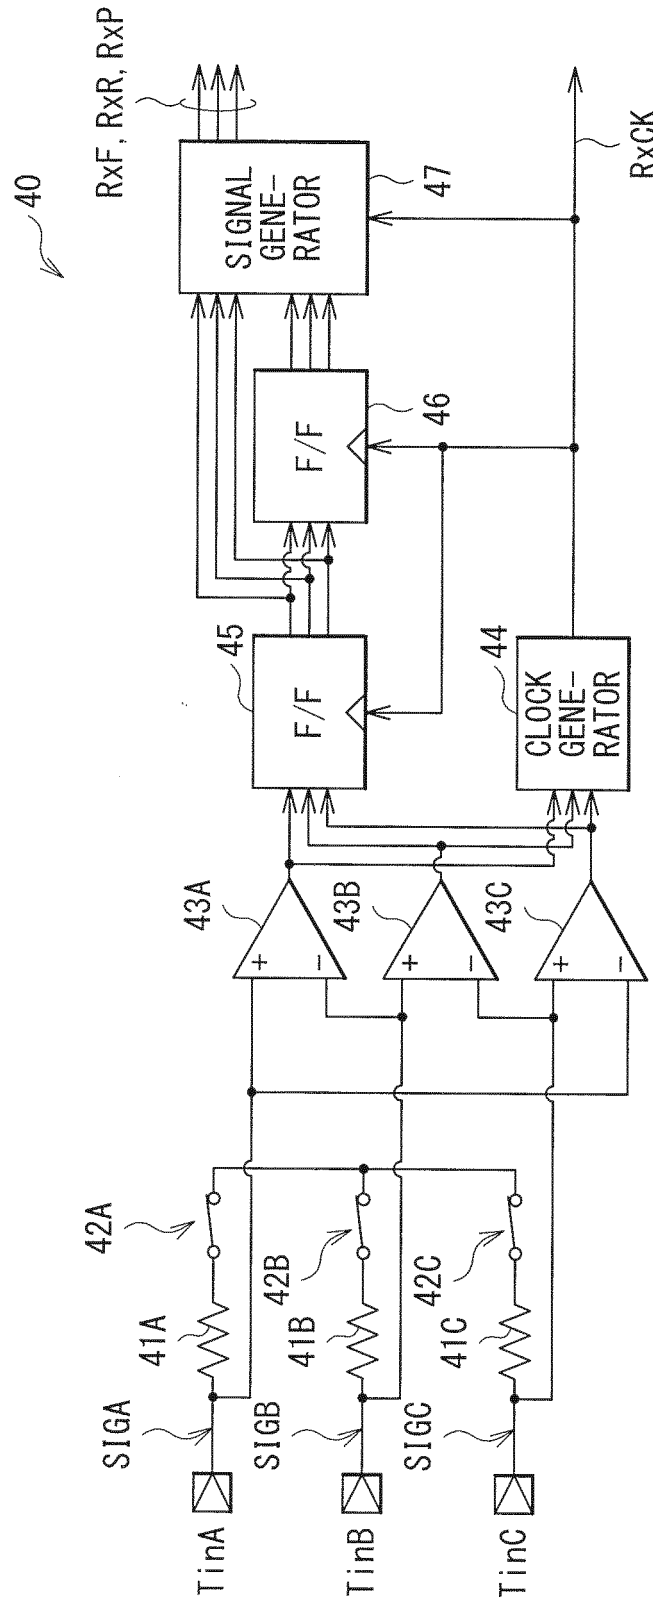 40
RxF, RxR, RxP
SIGNAL
GENE-
RATOR
47
RxCK
F/F
46
F/F
45
CLOCK
GENE-
RATOR
44
43A
+
−
43B
+
−
43C
+
−
42A
41A
SIGA
TinA
42B
41B
SIGB
TinB
42C
41C
SIGC
TinC